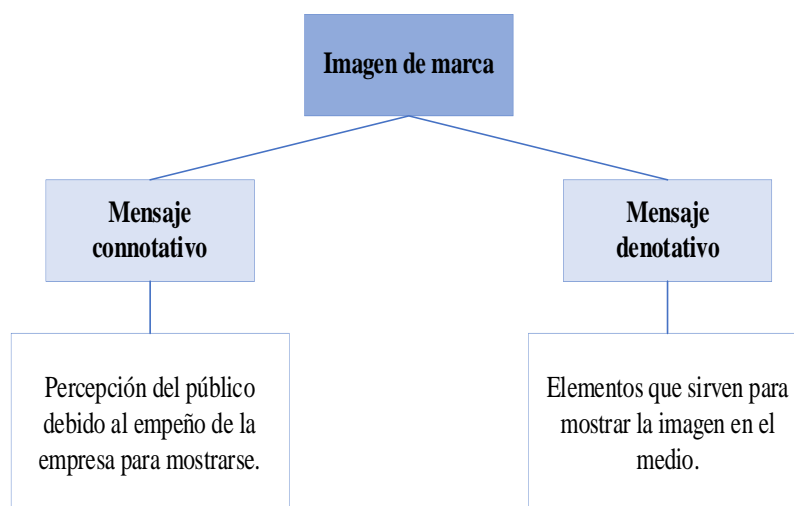 Imagen de marca
Mensaje
connotativo
Mensaje
denotativo
Percepción del público
debido al empeño de la
empresa para mostrarse.
Elementos que sirven para
mostrar la imagen en el
medio.